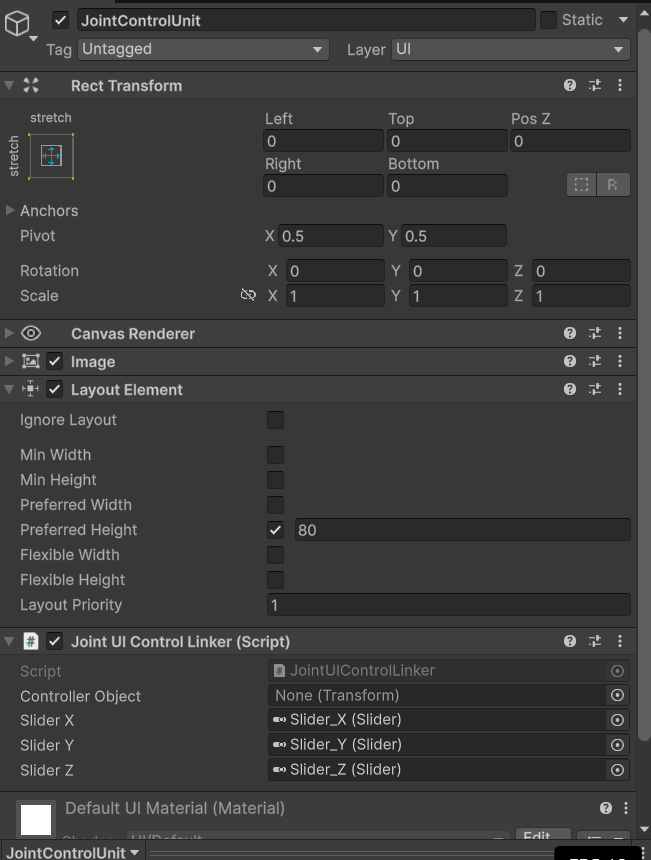 JointControlUnit Static
Tag Untagged Layer UI
Rect Transform
stretch
stretch
Left Top Pos Z
0 0 0
Right Bottom
0 0 R
Anchors
Pivot X 0.5 Y 0.5
Rotation X 0 Y 0 Z 0
Scale X 1 Y 1 Z 1
Canvas Renderer
Image
Layout Element
Ignore Layout
Min Width
Min Height
Preferred Width
Preferred Height 80
Flexible Width
Flexible Height
Layout Priority 1
# Joint UI Control Linker (Script)
Script # JointUIControlLinker
Controller Object None (Transform)
Slider X Slider_X (Slider)
Slider Y Slider_Y (Slider)
Slider Z Slider_Z (Slider)
Default UI Material (Material)
Shader UI/Default Edit...
JointControlUnit